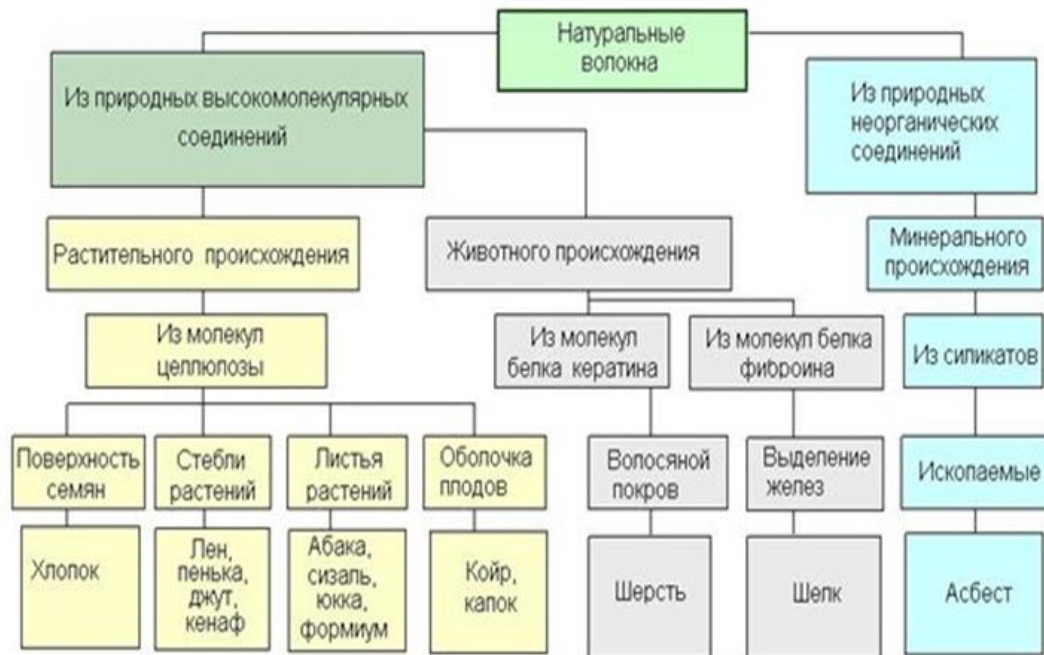 Натуральные
волокна
Из природных высокомолекулярных
соединений
Из природных
неорганических
соединений
Растительного происхождения
Животного происхождения
Минерального
происхождения
Из молекул
целлюлозы
Из молекул
белка кератина
Из молекул белка
фиброина
Из силикатов
Поверхность
семян
Стебли
растений
Листья
растений
Оболочка
плодов
Волосяной
покров
Выделение
желез
Ископаемые
Хлопок
Лен,
пенька,
джут,
кенаф
Абака,
сизаль,
юкка,
формиум
Койр,
капок
Шерсть
Шелк
Асбест